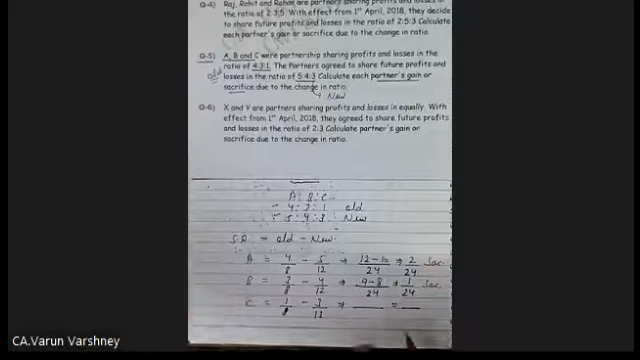 Q-4) Raj, Rohit and Rohan are partners sharing profits and losses in
the ratio of 2:3:5. With effect from 1st April, 2018, they decide
to share future profits and losses in the ratio of 2:5:3 Calculate
each partner's gain or sacrifice due to the change in ratio.
Q-5) A, B and C were partnership sharing profits and losses in the
ratio of 4:3:1. The Partners agreed to share future profits and
old losses in the ratio of 5:4:3 Calculate each partner's gain or
sacrifice due to the change in ratio.
New
Q-6) X and Y are partners sharing profits and losses in equally. With
effect from 1st April, 2018, they agreed to share future profits
and losses in the ratio of 2:3 Calculate partner's gain or
sacrifice due to the change in ratio.
A : B : C
4 : 3 : 1 old
5 : 4 : 3 New
S.R = old - New
A = 4/8 - 5/12 → 12-10/24 → 2/24 Sac
B = 3/8 - 4/12 → 9-8/24 → 1/24 Sac
C = 1/8 - 3/12 → =
CA.Varun Varshney